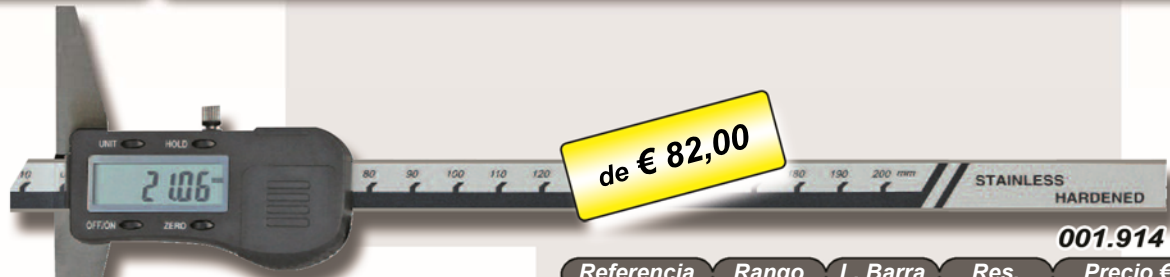 de € 82,00
UNIT HOLD
21.06
OFF/ON ZERO
80 90 100 110 120 190 200 mm
STAINLESS
HARDENED
001.914
Referencia Rango L. Barra Res. Precio €